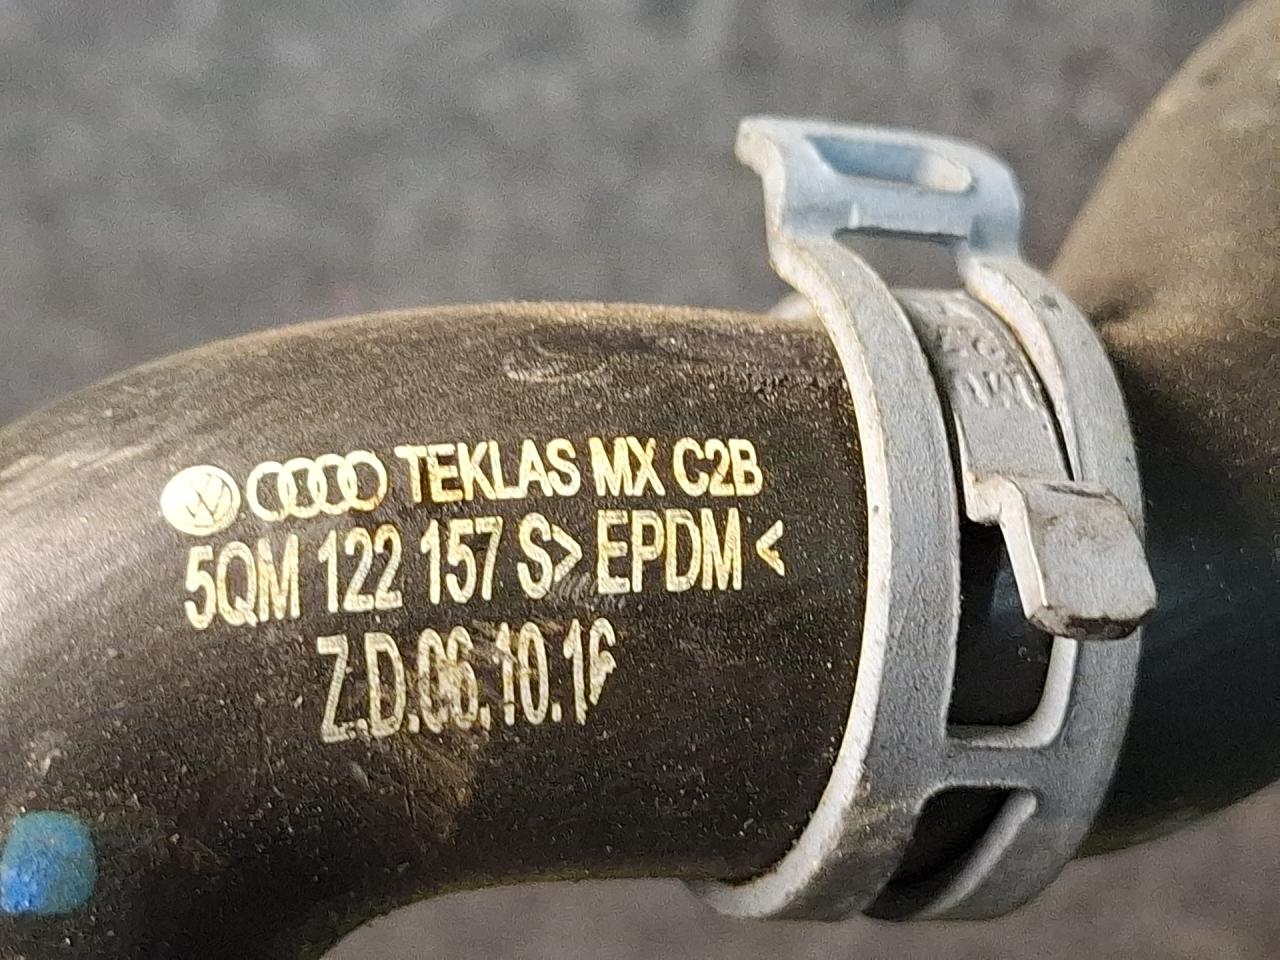 TEKLAS MX C2B
5QM 122 157 S> EPDM <
Z.D.06.10.16